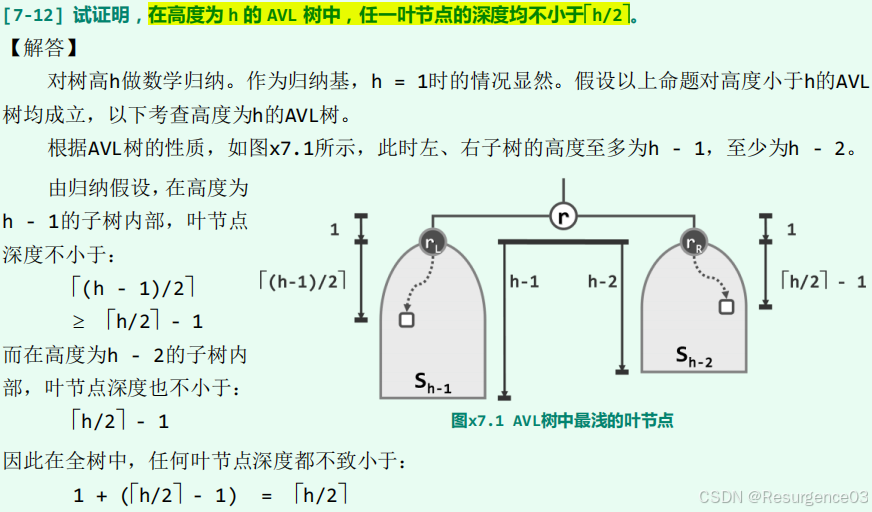 [7-12] 试证明，在高度为 h 的 AVL 树中，任一叶节点的深度均不小于⌈h/2⌉。
【解答】
对树高h做数学归纳。作为归纳基，h = 1时的情况显然。假设以上命题对高度小于h的AVL
树均成立，以下考查高度为h的AVL树。
根据AVL树的性质，如图x7.1所示，此时左、右子树的高度至多为h - 1，至少为h - 2。
由归纳假设，在高度为
h - 1的子树内部，叶节点
深度不小于：
⌈(h - 1)/2⌉
≥ ⌈h/2⌉ - 1
而在高度为h - 2的子树内
部，叶节点深度也不小于：
⌈h/2⌉ - 1
r
1
rL
rR
1
⌈(h-1)/2⌉
h-1
h-2
⌈h/2⌉ - 1
Sh-1
Sh-2
图x7.1 AVL树中最浅的叶节点
因此在全树中，任何叶节点深度都不致小于：
1 + (⌈h/2⌉ - 1) = ⌈h/2⌉
CSDN @Resurgence03